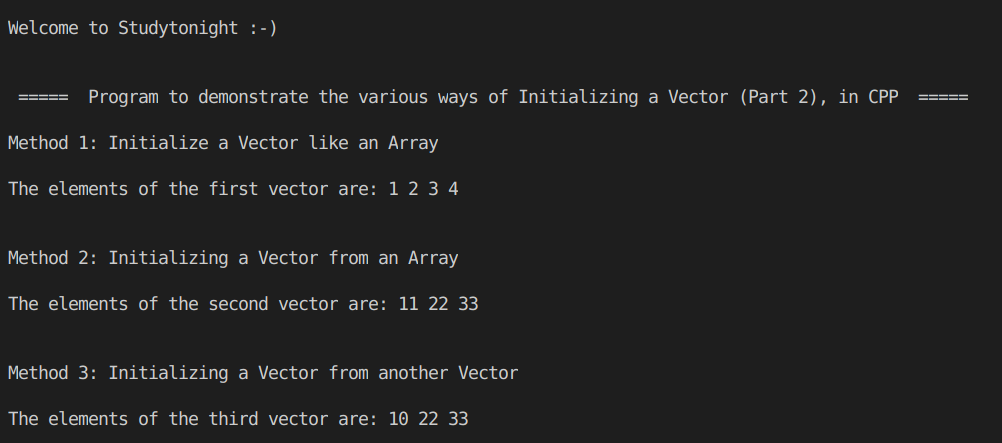 Welcome to Studytonight :-)
===== Program to demonstrate the various ways of Initializing a Vector (Part 2), in CPP =====
Method 1: Initialize a Vector like an Array
The elements of the first vector are: 1 2 3 4
Method 2: Initializing a Vector from an Array
The elements of the second vector are: 11 22 33
Method 3: Initializing a Vector from another Vector
The elements of the third vector are: 10 22 33